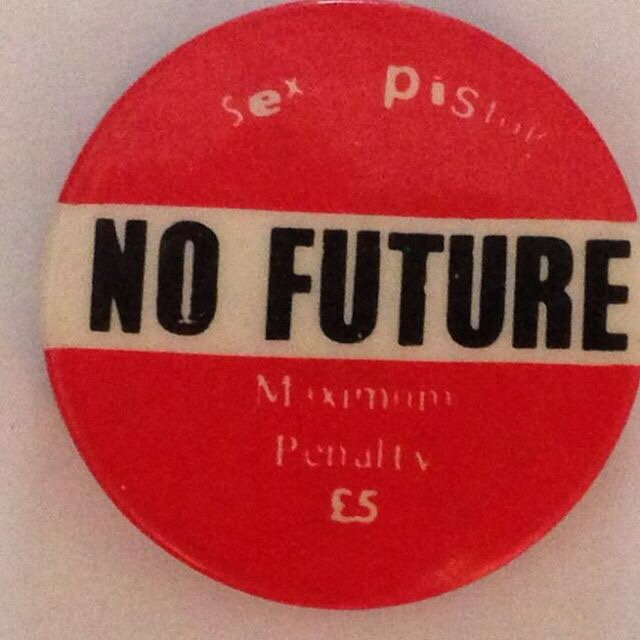 Sex Pistols
NO FUTURE
Maximum
Penalty
£5